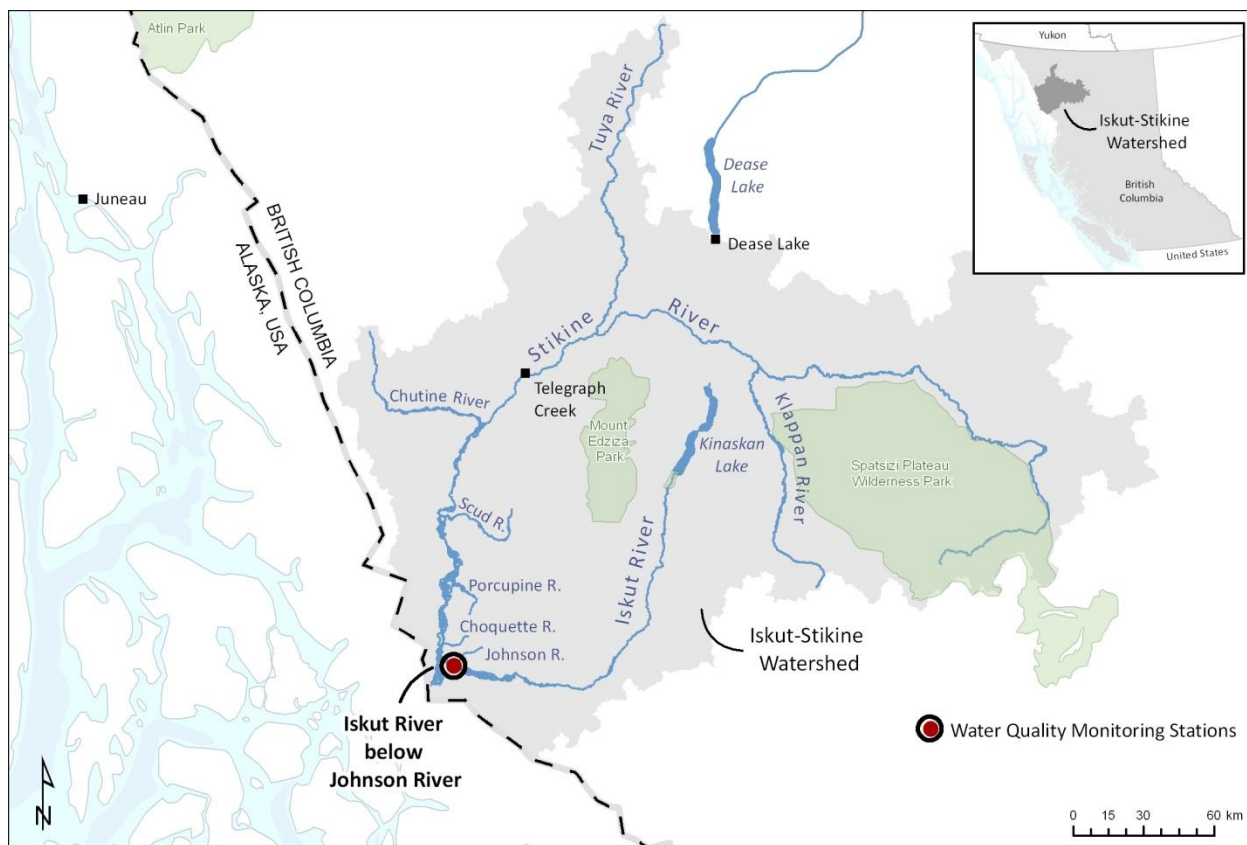 Atlin Park
Yukon
Iskut-Stikine
Watershed
British
Columbia
United States
Tuya River
Dease
Lake
Juneau
Dease Lake
BRITISH COLUMBIA
ALASKA, USA
Stikine
River
Telegraph
Creek
Chutine River
Mount
Edziza
Park
Kinaskan
Lake
Klappan River
Spatsizi Plateau
Wilderness Park
Scud R.
Iskut River
Porcupine R.
Choquette R.
Johnson R.
Iskut-Stikine
Watershed
Iskut River
below
Johnson River
Water Quality Monitoring Stations
N
0 15 30 60 km